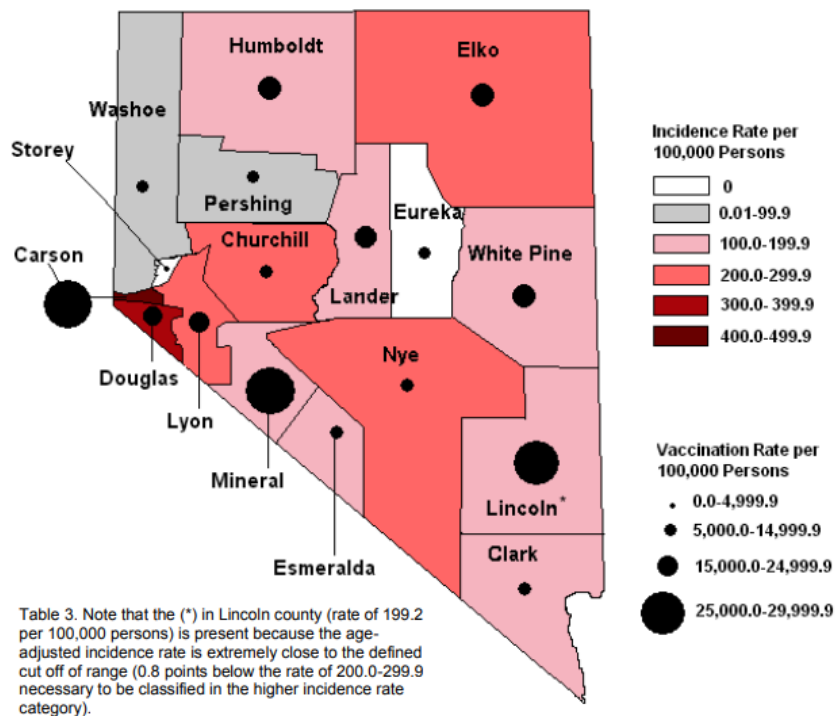 Humboldt
Elko
Washoe
Storey
Pershing
Eureka
Churchill
White Pine
Carson
Lander
Nye
Douglas
Lyon
Mineral
Lincoln*
Clark
Esmeralda
Incidence Rate per
100,000 Persons
0
0.01-99.9
100.0-199.9
200.0-299.9
300.0- 399.9
400.0-499.9
Vaccination Rate per
100,000 Persons
0.0-4,999.9
5,000.0-14,999.9
15,000.0-24,999.9
25,000.0-29,999.9
Table 3. Note that the (*) in Lincoln county (rate of 199.2
per 100,000 persons) is present because the age-
adjusted incidence rate is extremely close to the defined
cut off of range (0.8 points below the rate of 200.0-299.9
necessary to be classified in the higher incidence rate
category).